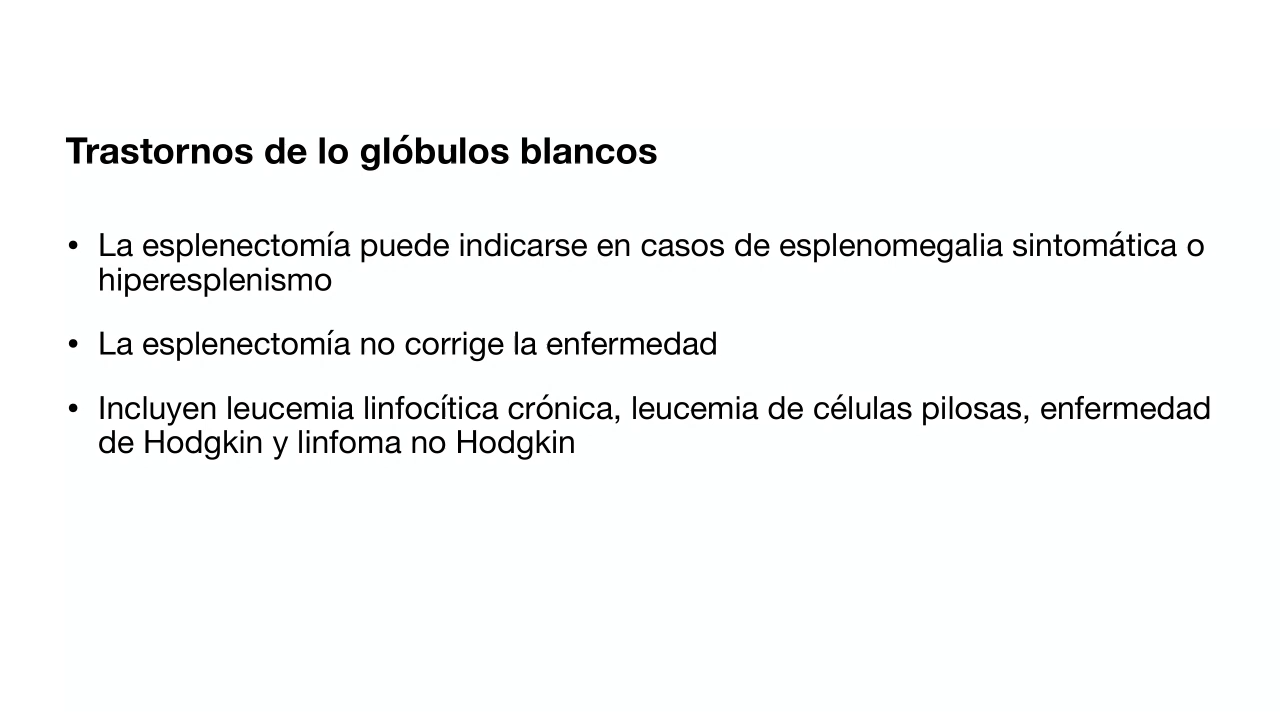 Trastornos de lo glóbulos blancos
• La esplenectomía puede indicarse en casos de esplenomegalia sintomática o
hiperesplenismo
• La esplenectomía no corrige la enfermedad
• Incluyen leucemia linfocítica crónica, leucemia de células pilosas, enfermedad
de Hodgkin y linfoma no Hodgkin